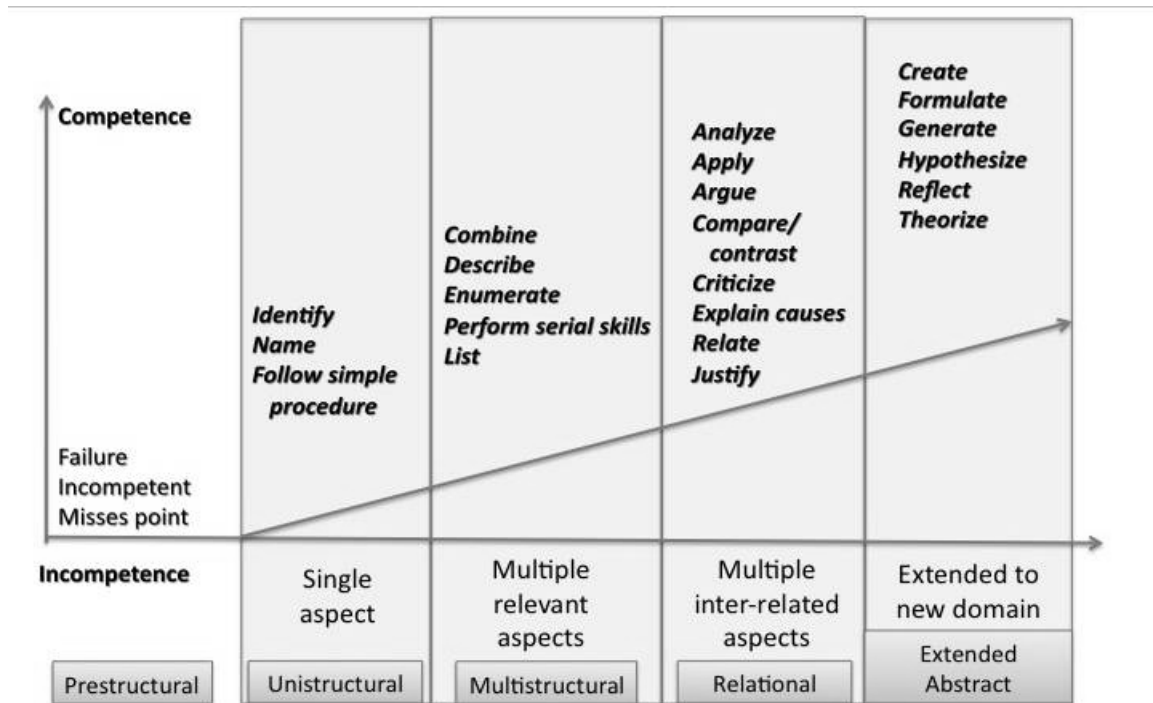 Competence
Failure
Incompetent
Misses point
Incompetence
Prestructural
Identify
Name
Follow simple
procedure
Single
aspect
Unistructural
Combine
Describe
Enumerate
Perform serial skills
List
Multiple
relevant
aspects
Multistructural
Analyze
Apply
Argue
Compare/
contrast
Criticize
Explain causes
Relate
Justify
Multiple
inter-related
aspects
Relational
Create
Formulate
Generate
Hypothesize
Reflect
Theorize
Extended to
new domain
Extended
Abstract